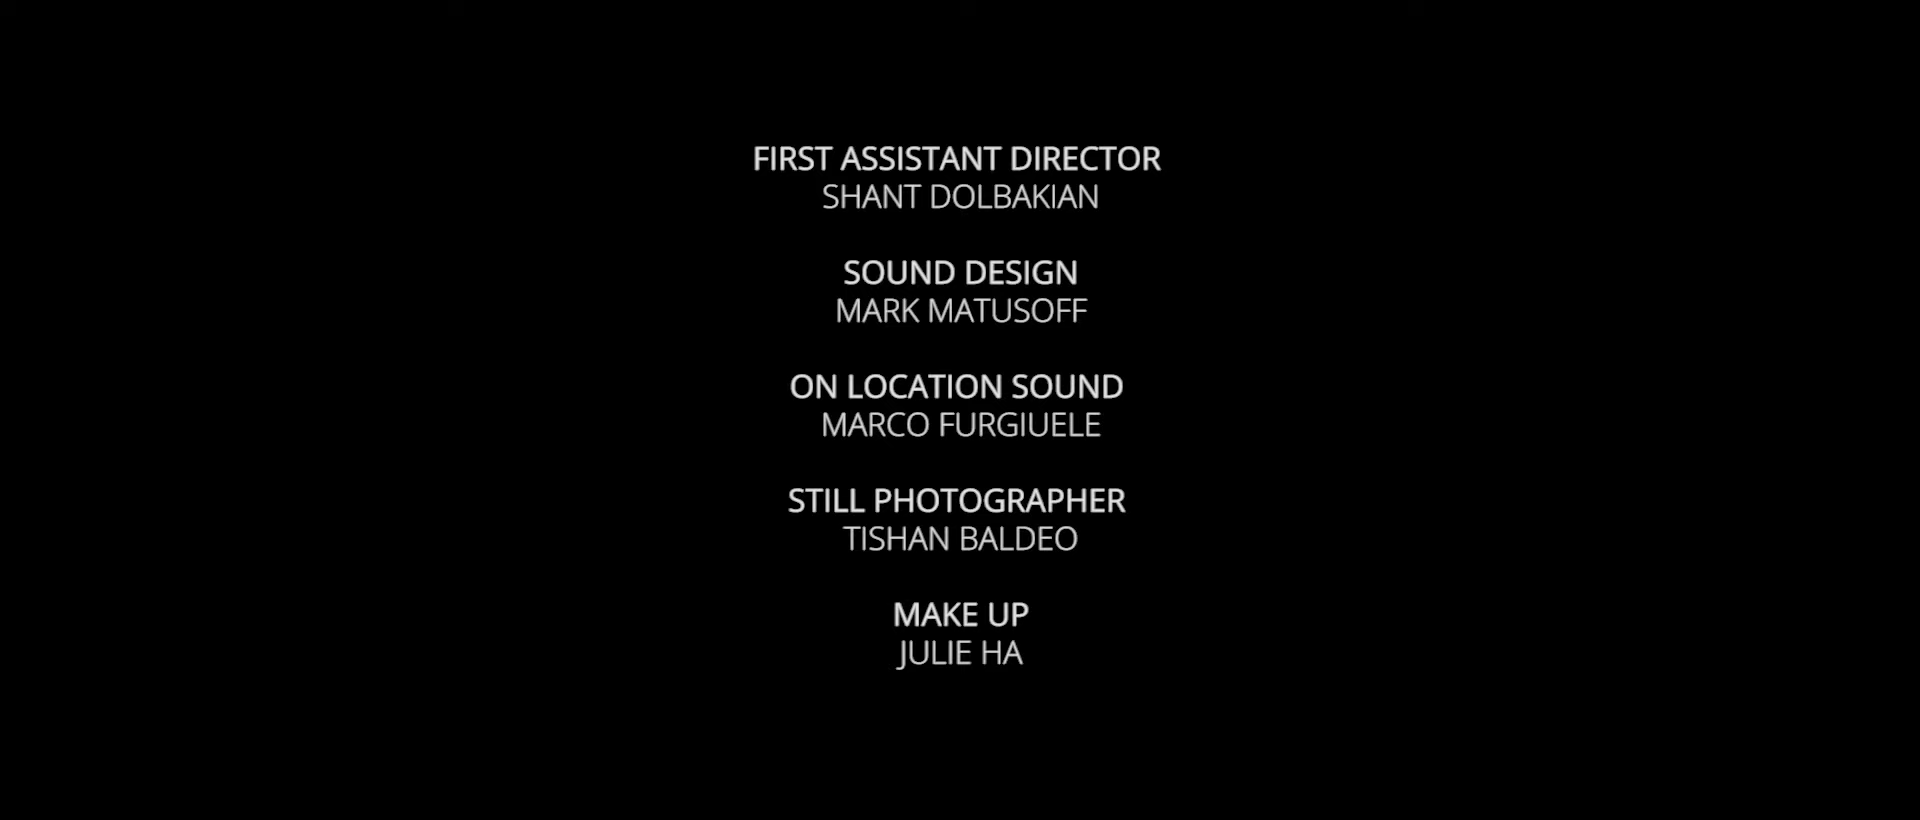 FIRST ASSISTANT DIRECTOR
SHANT DOLBAKIAN
SOUND DESIGN
MARK MATUSOFF
ON LOCATION SOUND
MARCO FURGIUELE
STILL PHOTOGRAPHER
TISHAN BALDEO
MAKE UP
JULIE HA